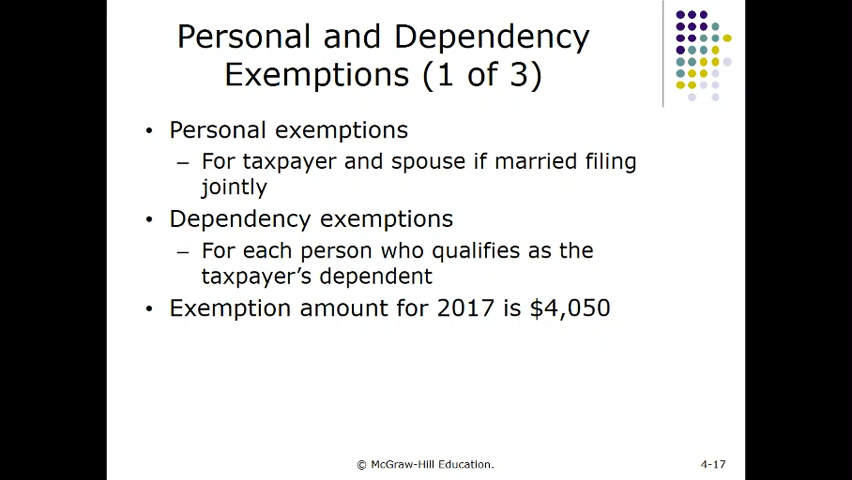 Personal and Dependency
Exemptions (1 of 3)
• Personal exemptions
– For taxpayer and spouse if married filing
jointly
• Dependency exemptions
– For each person who qualifies as the
taxpayer’s dependent
• Exemption amount for 2017 is $4,050
© McGraw-Hill Education.
4-17